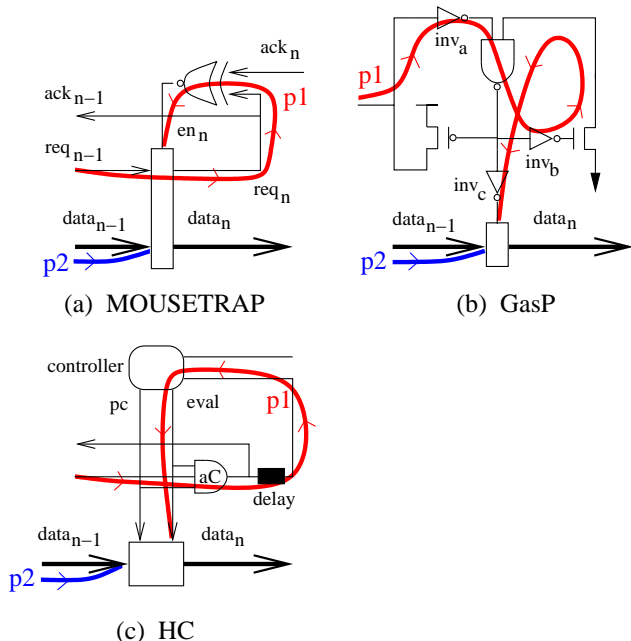 ack_n
p1
ack_{n-1}
en_n
req_{n-1}
req_n
data_{n-1}
data_n
p2
(a) MOUSETRAP
inv_a
p1
inv_b
inv_c
data_{n-1}
data_n
p2
(b) GasP
controller
pc
eval
p1
aC
delay
data_{n-1}
data_n
p2
(c) HC